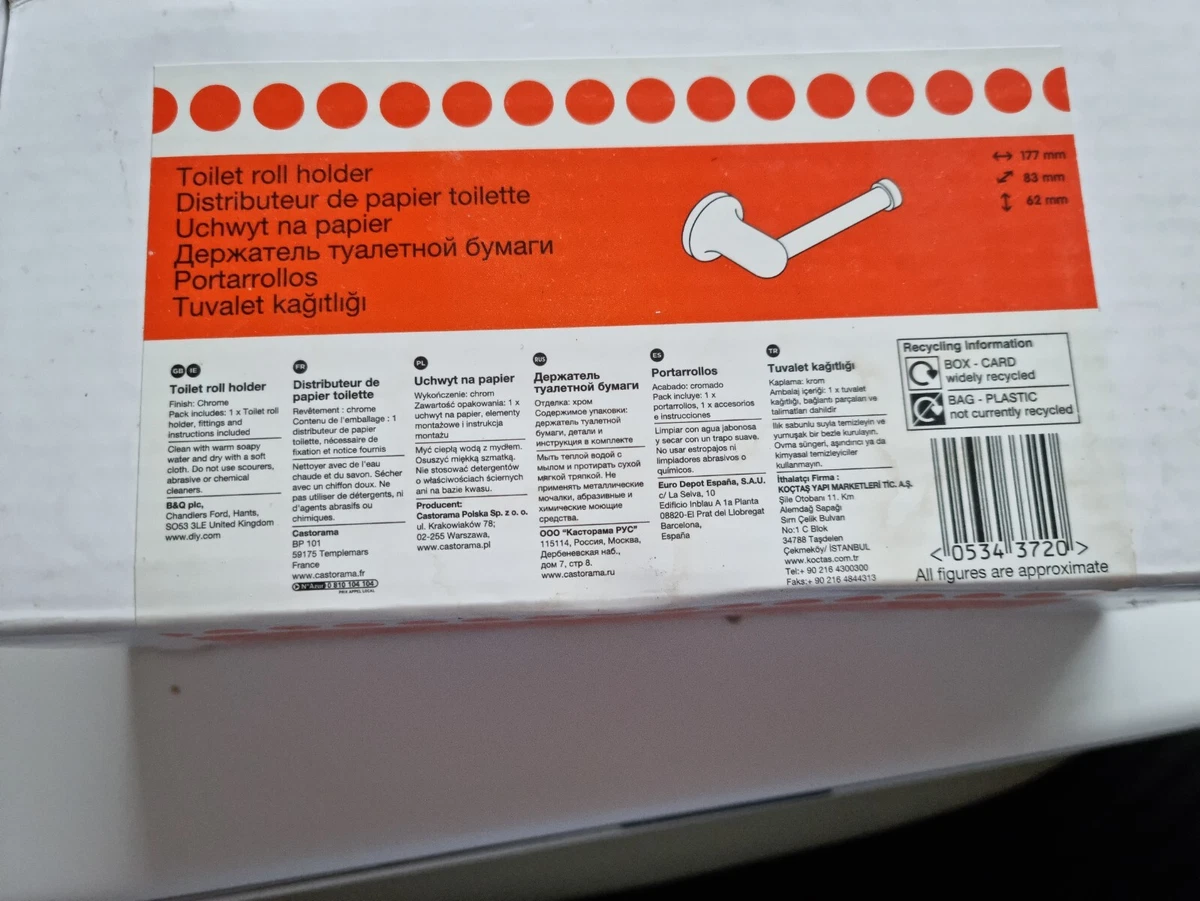 Toilet roll holder
Distributeur de papier toilette
Uchwyt na papier
Держатель туалетной бумаги
Portarrollos
Tuvalet kağıtlığı
177 mm
83 mm
62 mm
GB IE
Toilet roll holder
Finish: Chrome
Pack includes: 1 x Toilet roll
holder, fittings and
instructions included
Clean with warm soapy
water and dry with a soft
cloth. Do not use scourers,
abrasive or chemical
cleaners.
B&Q plc,
Chandlers Ford, Hants,
SO53 3LE United Kingdom
www.diy.com
FR
Distributeur de
papier toilette
Revêtement : chrome
Contenu de l'emballage : 1
distributeur de papier
toilette, nécessaire de
fixation et notice fournis
Nettoyer avec de l'eau
chaude et du savon. Sécher
avec un chiffon doux. Ne
pas utiliser de détergents, ni
d'agents abrasifs ou
chimiques.
Castorama
BP 101
59175 Templemars
France
www.castorama.fr
N° Azur 0 810 104 104
PRIX APPEL LOCAL
PL
Uchwyt na papier
Wykończenie: chrom
Zawartość opakowania: 1 x
uchwyt na papier, elementy
montażowe i instrukcja
montażu
Myć ciepłą wodą z mydłem.
Osuszyć miękką szmatką.
Nie stosować detergentów
o właściwościach ściernych
ani na bazie kwasu.
Producent:
Castorama Polska Sp. z o. o.
ul. Krakowiaków 78;
02-255 Warszawa,
www.castorama.pl
RUS
Держатель
туалетной бумаги
Отделка: хром
Содержимое упаковки:
держатель туалетной
бумаги, детали и
инструкция в комплекте
Мыть теплой водой с
мылом и протирать сухой
мягкой тряпкой. Не
применять металлические
мочалки, абразивные и
химические моющие
средства.
ООО "Касторама РУС"
115114, Россия, Москва,
Дербеневская наб.,
дом 7, стр 8.
www.castorama.ru
ES
Portarrollos
Acabado: cromado
Pack incluye: 1 x
portarrollos, 1 x accesorios
e instrucciones
Limpiar con agua jabonosa
y secar con un trapo suave.
No usar estropajos ni
limpiadores abrasivos o
químicos.
Euro Depot España, S.A.U.
c/ La Selva, 10
Edificio Inblau A 1a Planta
08820-El Prat del Llobregat
Barcelona,
España
TR
Tuvalet kağıtlığı
Kaplama: krom
Ambalaj içeriği: 1 x tuvalet
kağıtlığı, bağlantı parçaları ve
talimatları dahildir
Ilık sabunlu suyla temizleyin ve
yumuşak bir bezle kurulayın.
Ovma süngeri, aşındırıcı ya da
kimyasal temizleyiciler
kullanmayın.
İthalatçı Firma :
KOÇTAŞ YAPI MARKETLERİ TİC. A.Ş.
Şile Otobanı 11. Km
Alemdağ Sapağı
Sırrı Çelik Bulvarı
No:1 C Blok
34788 Taşdelen
Çekmeköy/ İSTANBUL
www.koctas.com.tr
Tel:+ 90 216 4300300
Faks:+ 90 216 4844313
Recycling Information
BOX - CARD
widely recycled
BAG - PLASTIC
not currently recycled
<0534 3720>
All figures are approximate